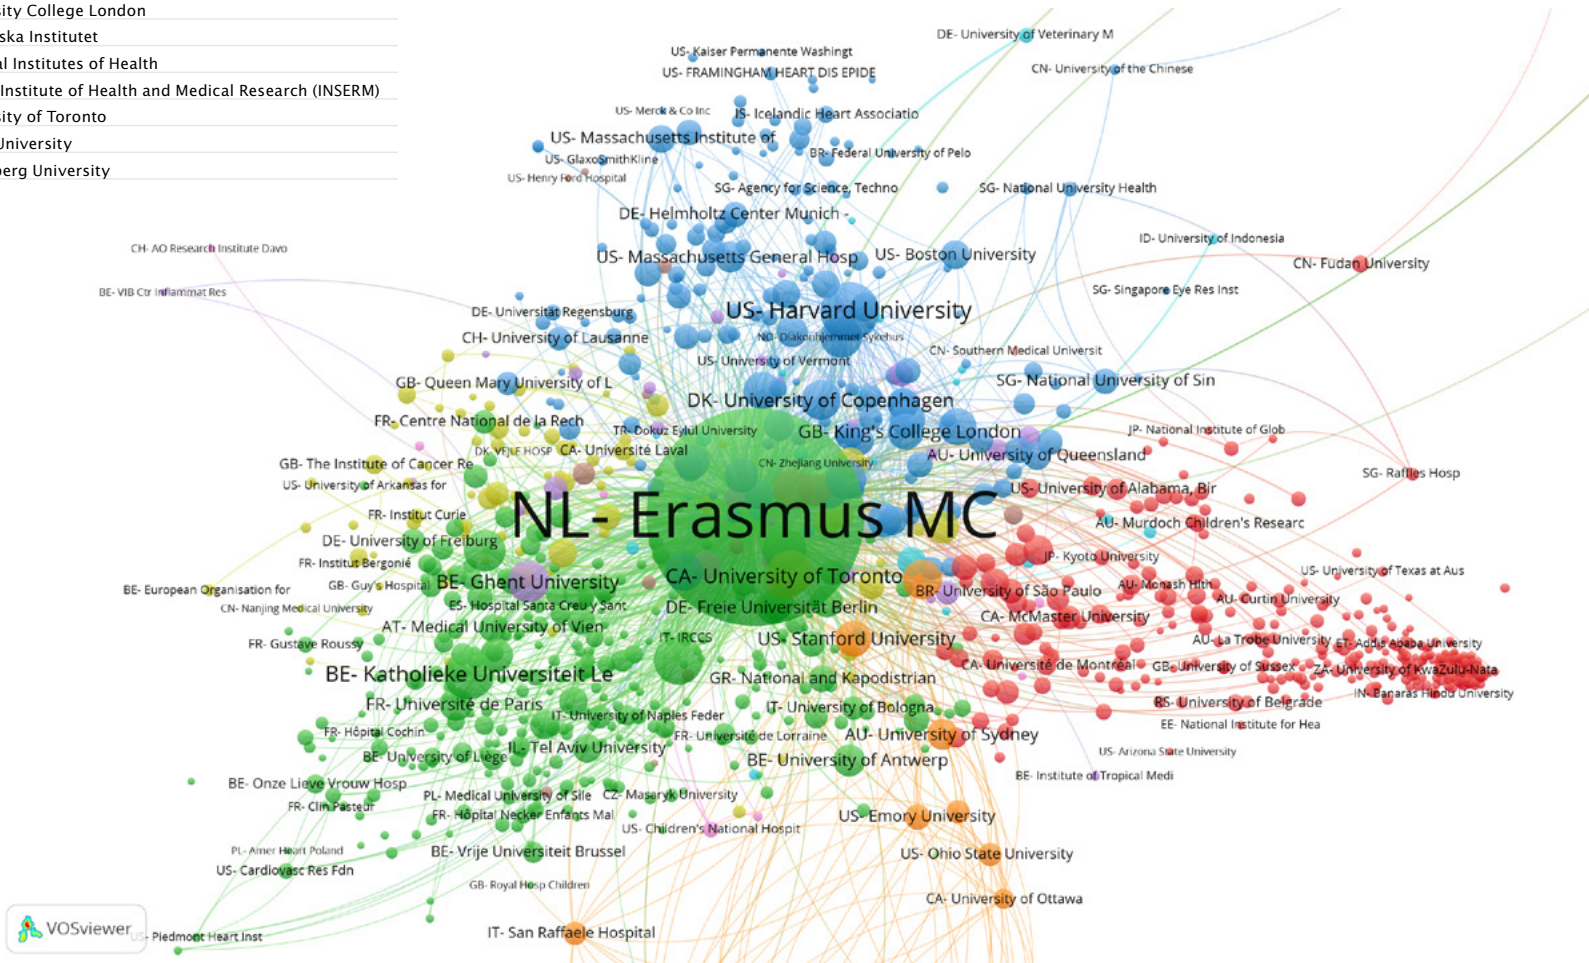 sity College London
ska Institutet
al Institutes of Health
Institute of Health and Medical Research (INSERM)
sity of Toronto
University
berg University
DE- University of Veterinary M
US- Kaiser Permanente Washingt
CN- University of the Chinese
US- FRAMINGHAM HEART DIS EPIDE
US- Merck & Co Inc
IS- Icelandic Heart Associatio
US- Massachusetts Institute of
BR- Federal University of Pelo
US- GlaxoSmithKline
US- Henry Ford Hospital
SG- Agency for Science, Techno
SG- National University Health
DE- Helmholtz Center Munich -
ID- University of Indonesia
CH- AO Research Institute Davo
US- Massachusetts General Hosp
US- Boston University
CN- Fudan University
BE- VIB Ctr Inflammat Res
SG- Singapore Eye Res Inst
DE- Universität Regensburg
US- Harvard University
CH- University of Lausanne
NO- Diakonhjemmet Sykehus
CN- Southern Medical Universit
US- University of Vermont
GB- Queen Mary University of L
SG- National University of Sin
DK- University of Copenhagen
FR- Centre National de la Rech
TR- Dokuz Eylul University
GB- King's College London
JP- National Institute of Glob
DK- VEJLE HOSP
CA- Université Laval
AU- University of Queensland
GB- The Institute of Cancer Re
CN- Zhejiang University
SG- Raffles Hosp
US- University of Arkansas for
US- University of Alabama, Bir
FR- Institut Curie
NL- Erasmus MC
AU- Murdoch Children's Researc
DE- University of Freiburg
JP- Kyoto University
FR- Institut Bergonié
US- University of Texas at Aus
BE- European Organisation for
GB- Guy's Hospital
BE- Ghent University
CA- University of Toronto
BR- University of São Paulo
AU- Monash Hlth
AU- Curtin University
CN- Nanjing Medical University
ES- Hospital Santa Creu y Sant
DE- Freie Universität Berlin
CA- McMaster University
AT- Medical University of Vien
IT- IRCCS
US- Stanford University
AU- La Trobe University
ET- Addis Ababa University
FR- Gustave Roussy
CA- Université de Montréal
GB- University of Sussex
ZA- University of KwaZulu-Nata
BE- Katholieke Universiteit Le
GR- National and Kapodistrian
IN- Banaras Hindu University
FR- Université de Paris
IT- University of Naples Feder
IT- University of Bologna
RS- University of Belgrade
EE- National Institute for Hea
FR- Hôpital Cochin
FR- Université de Lorraine
AU- University of Sydney
BE- University of Liège
IL- Tel Aviv University
US- Arizona State University
BE- University of Antwerp
BE- Institute of Tropical Medi
BE- Onze Lieve Vrouw Hosp
PL- Medical University of Sile
CZ- Masaryk University
FR- Clin Pasteur
FR- Hôpital Necker Enfants Mal
US- Children's National Hospit
US- Emory University
PL- Amer Heart Poland
BE- Vrije Universiteit Brussel
US- Ohio State University
US- Cardiovasc Res Fdn
GB- Royal Hosp Children
CA- University of Ottawa
VOSviewer
US- Piedmont Heart Inst
IT- San Raffaele Hospital